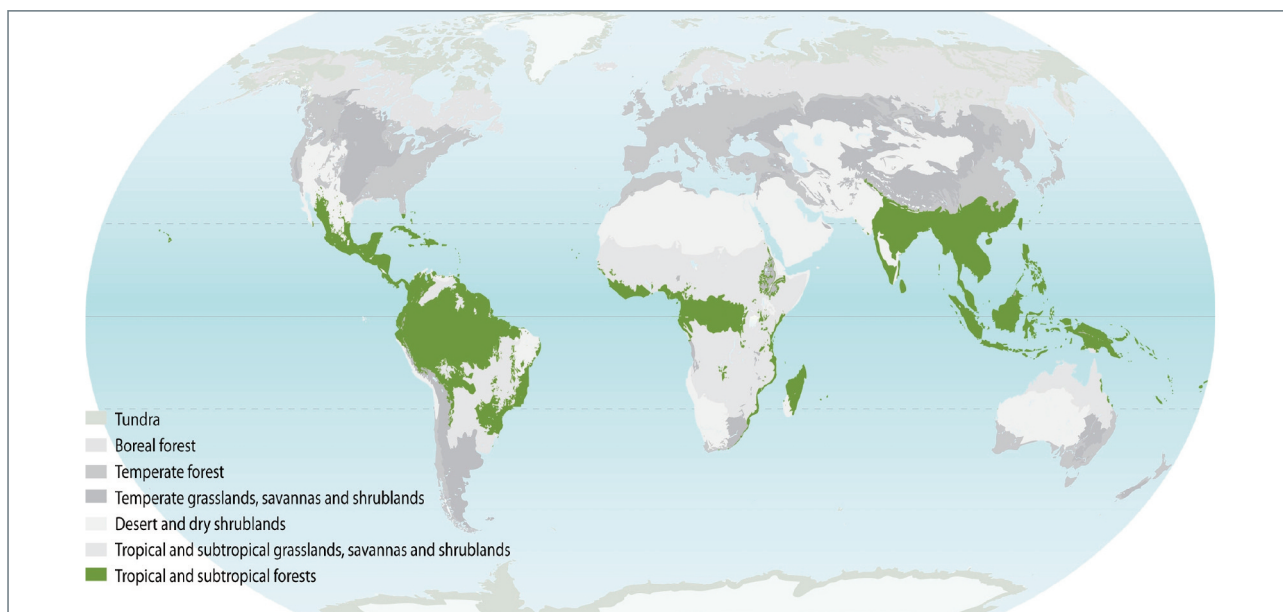 Tundra
Boreal forest
Temperate forest
Temperate grasslands, savannas and shrublands
Desert and dry shrublands
Tropical and subtropical grasslands, savannas and shrublands
Tropical and subtropical forests